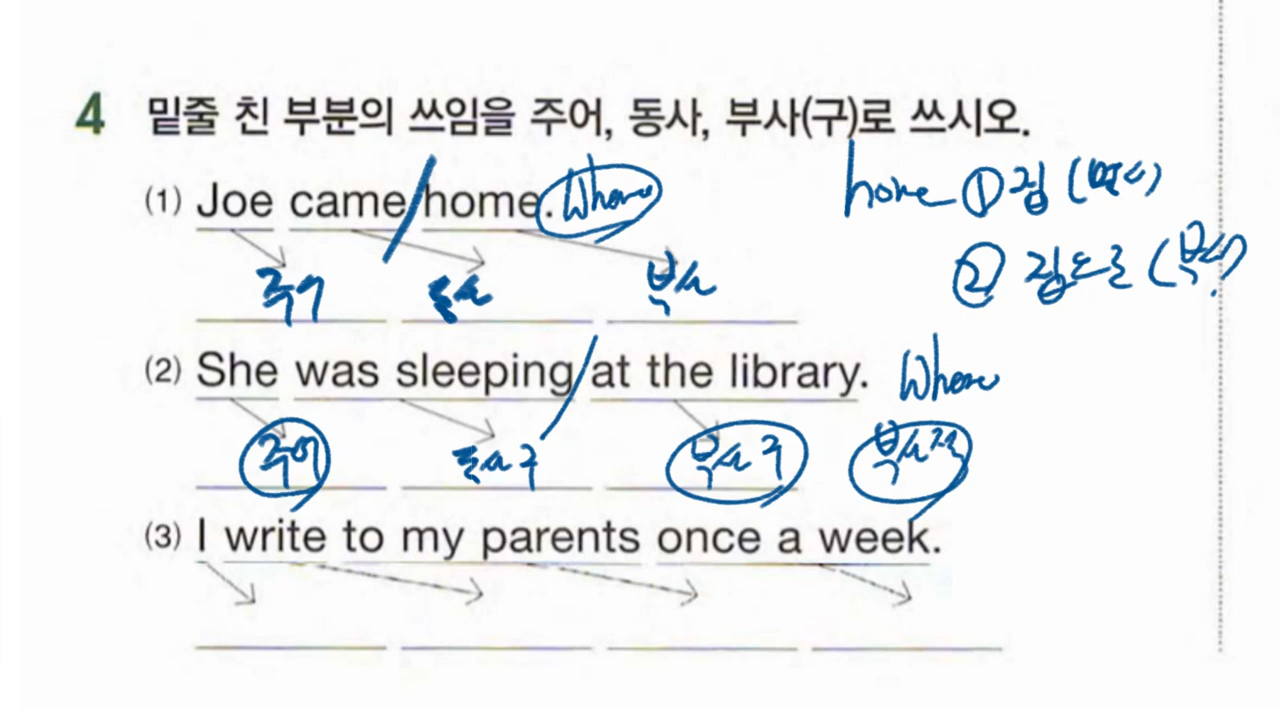 4 밑줄 친 부분의 쓰임을 주어, 동사, 부사(구)로 쓰시오.
(1) Joe came / home. Where
home ① 집 (명사)
② 집으로 (부사)
주어 동사 부사
(2) She was sleeping / at the library. Where
주어 동사구 부사구 부사절
(3) I write to my parents once a week.